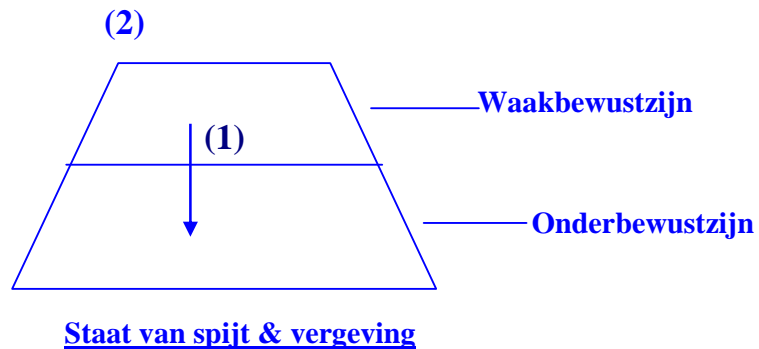 (2)
Waakbewustzijn
(1)
Onderbewustzijn
Staat van spijt & vergeving